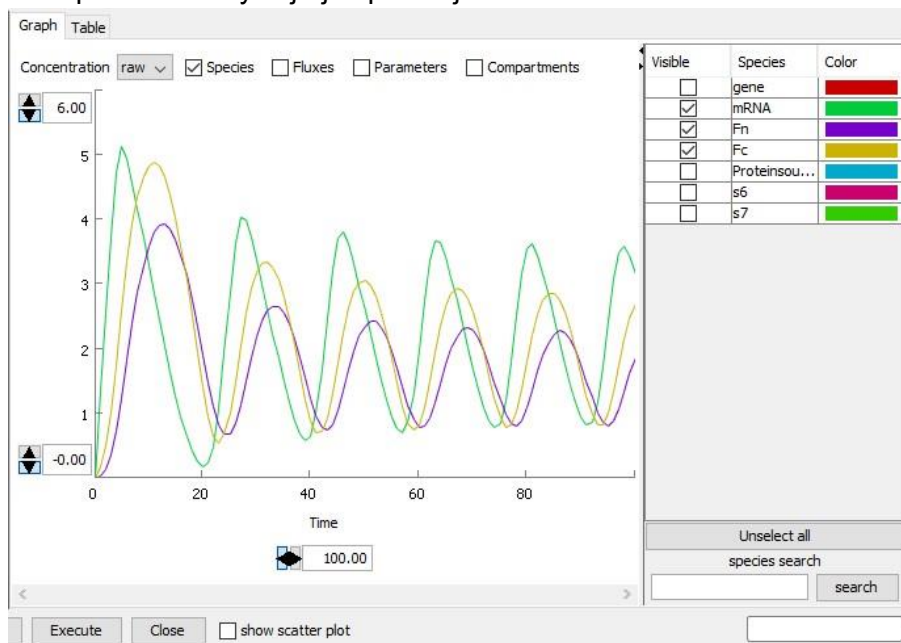 Graph Table
Concentration raw Species Fluxes Parameters Compartments
Visible Species Color
gene
mRNA
Fn
Fc
Proteinsou...
s6
s7
6.00
5
4
3
2
1
-0.00
0 20 40 60 80
Time
100.00
Unselect all
species search
search
Execute Close show scatter plot